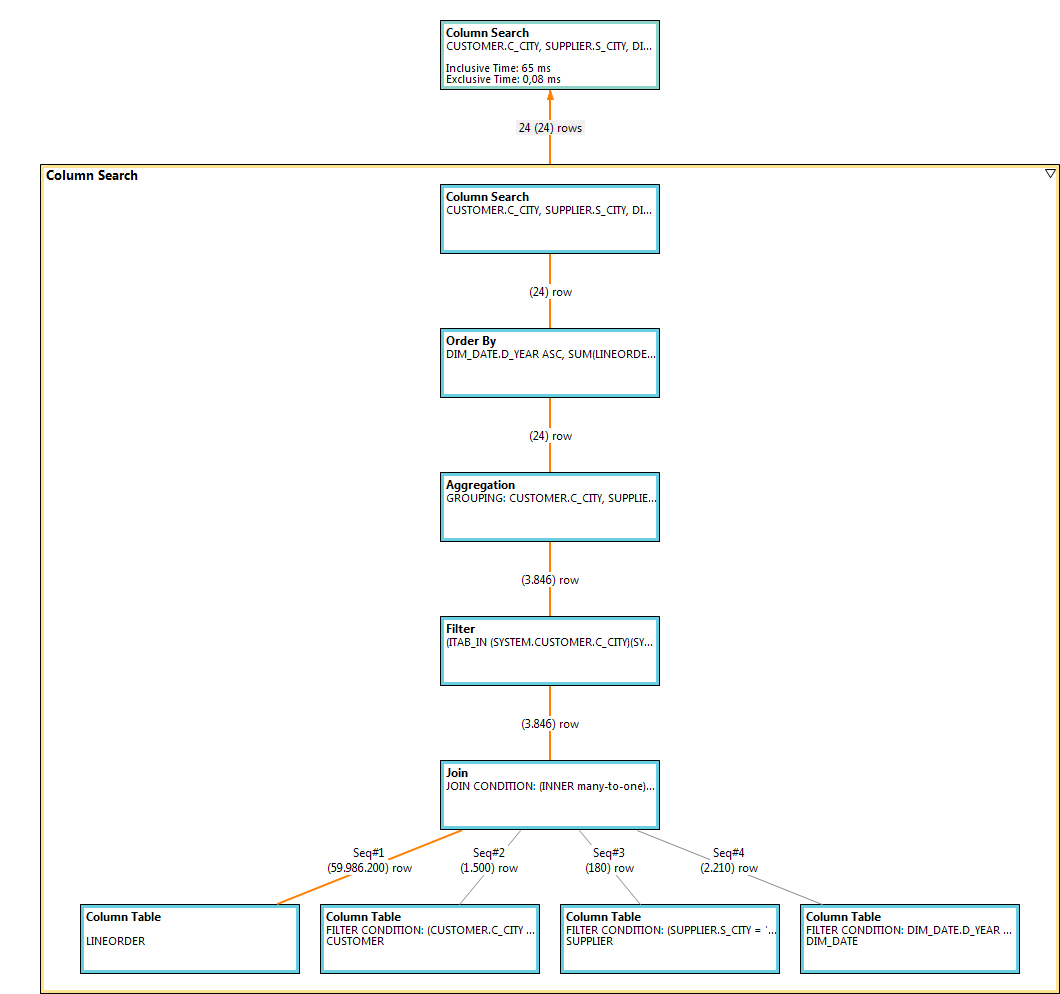 Column Search
CUSTOMER.C_CITY, SUPPLIER.S_CITY, DI...
Inclusive Time: 65 ms
Exclusive Time: 0,08 ms
24 (24) rows
Column Search
Column Search
CUSTOMER.C_CITY, SUPPLIER.S_CITY, DI...
(24) row
Order By
DIM_DATE.D_YEAR ASC, SUM(LINEORDE...
(24) row
Aggregation
GROUPING: CUSTOMER.C_CITY, SUPPLIE...
(3.846) row
Filter
(ITAB_IN (SYSTEM.CUSTOMER.C_CITY)(SY...
(3.846) row
Join
JOIN CONDITION: (INNER many-to-one)...
Seq#1
(59.986.200) row
Seq#2
(1.500) row
Seq#3
(180) row
Seq#4
(2.210) row
Column Table
LINEORDER
Column Table
FILTER CONDITION: (CUSTOMER.C_CITY ...
CUSTOMER
Column Table
FILTER CONDITION: (SUPPLIER.S_CITY = '...
SUPPLIER
Column Table
FILTER CONDITION: DIM_DATE.D_YEAR ...
DIM_DATE